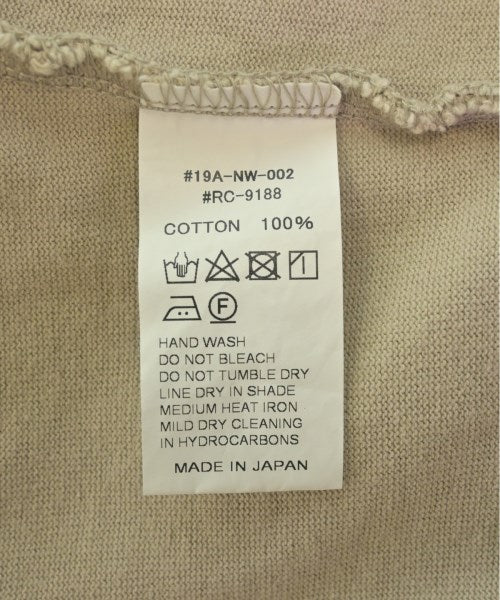 #19A-NW-002
#RC-9188
COTTON 100%
F
HAND WASH
DO NOT BLEACH
DO NOT TUMBLE DRY
LINE DRY IN SHADE
MEDIUM HEAT IRON
MILD DRY CLEANING
IN HYDROCARBONS
MADE IN JAPAN